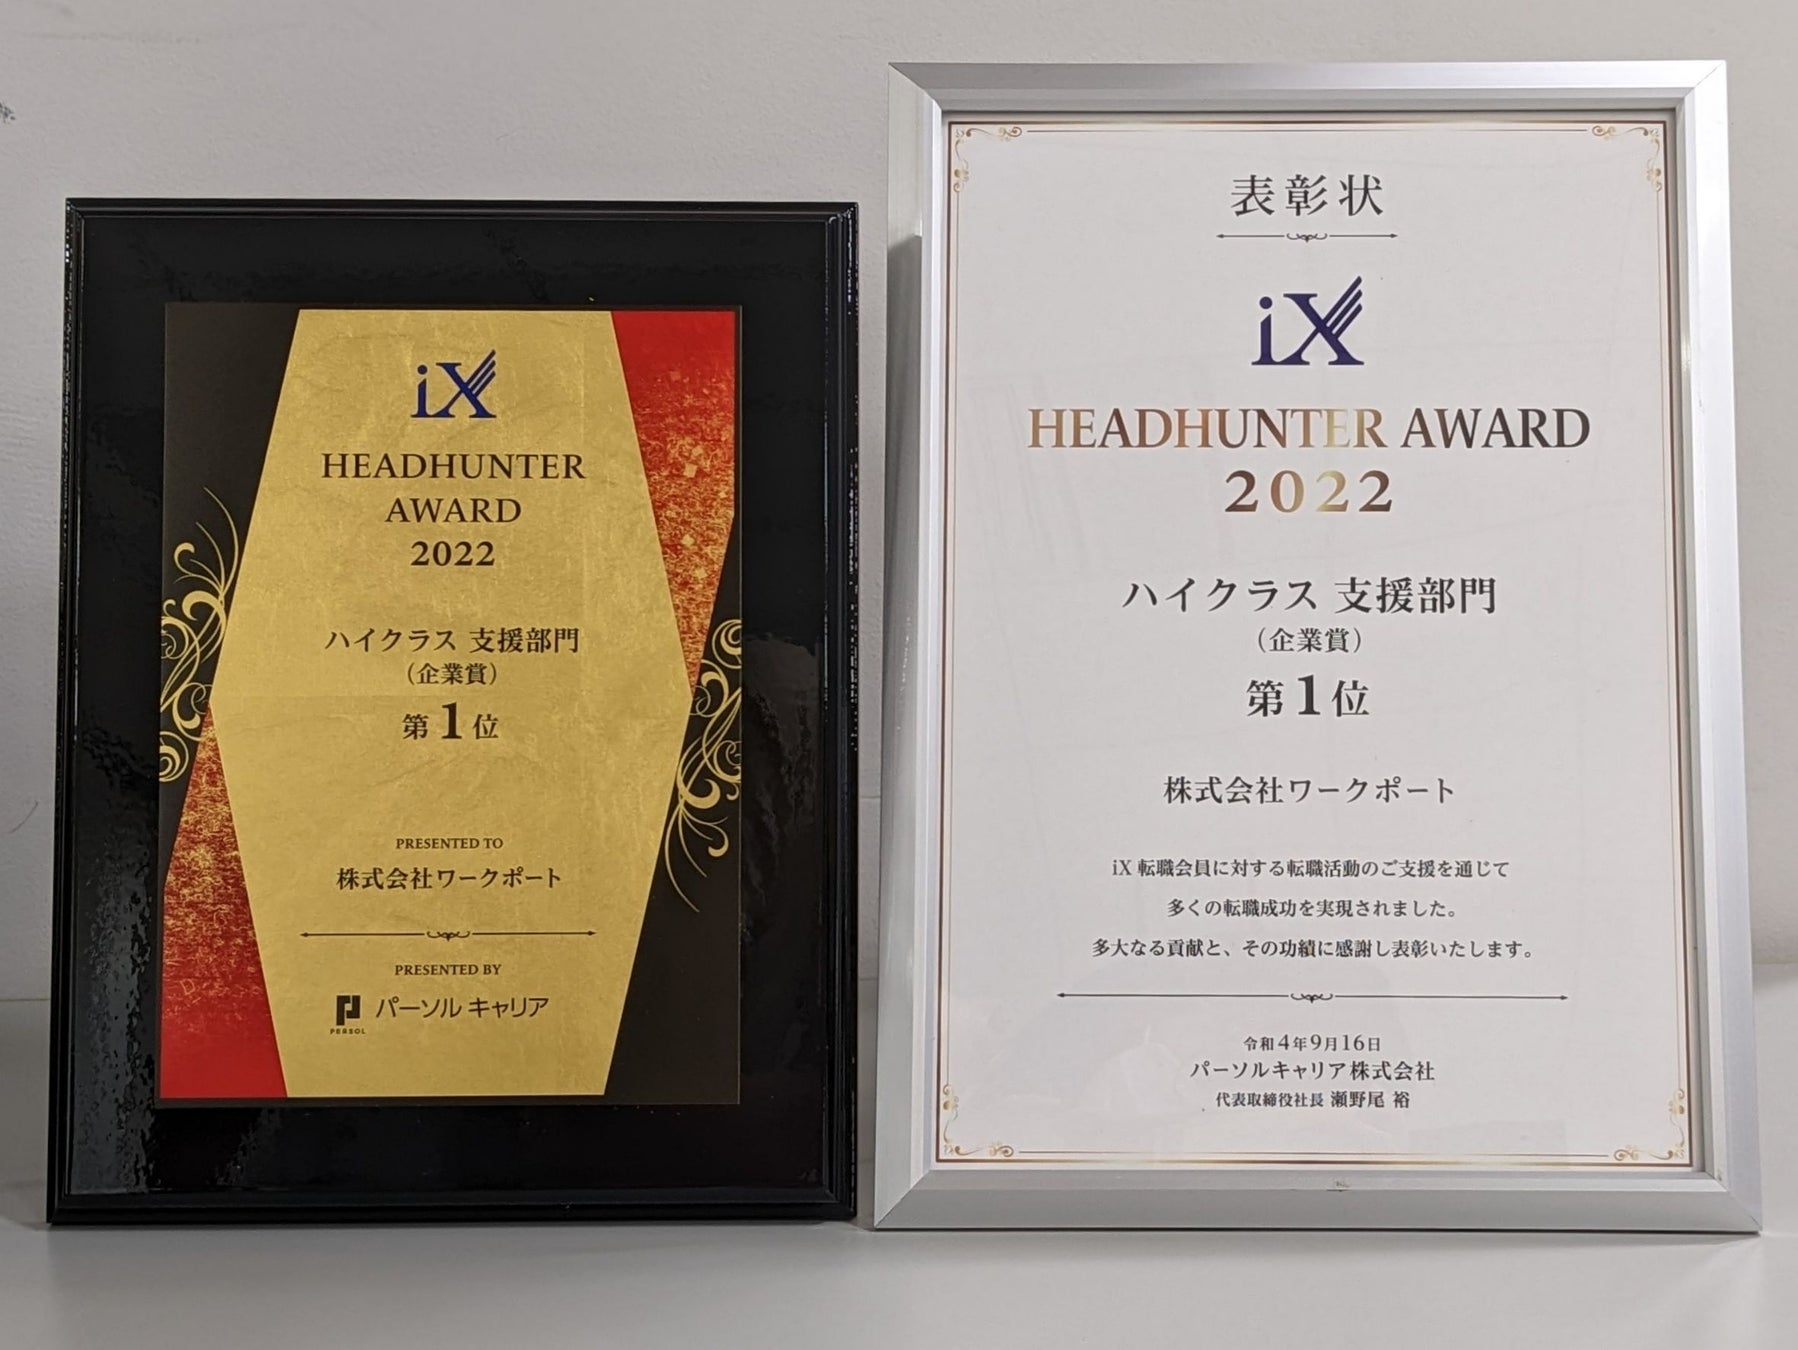 iX
HEADHUNTER
AWARD
2022
ハイクラス 支援部門
(企業賞)
第1位
PRESENTED TO
株式会社ワークポート
PRESENTED BY
PERSOL
パーソル キャリア
表彰状
iX
HEADHUNTER AWARD
2022
ハイクラス 支援部門
(企業賞)
第1位
株式会社ワークポート
iX 転職会員に対する転職活動のご支援を通じて
多くの転職成功を実現されました。
多大なる貢献と、その功績に感謝し表彰いたします。
令和4年9月16日
パーソルキャリア株式会社
代表取締役社長 瀬野尾 裕